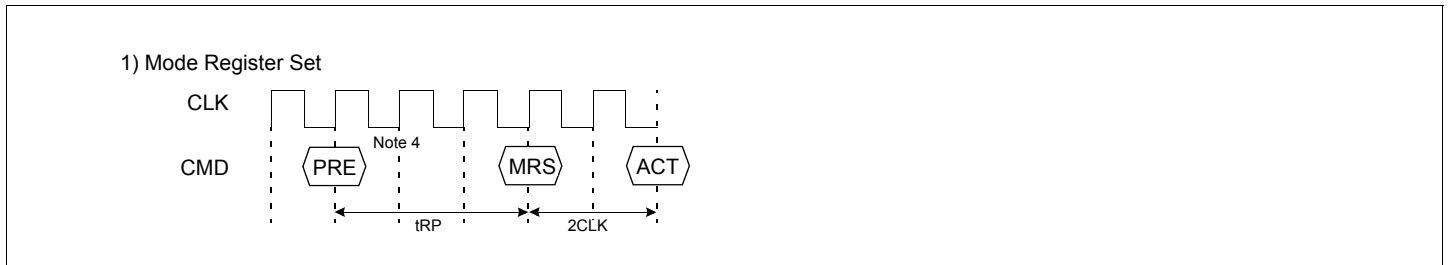 1) Mode Register Set
CLK
Note 4
CMD PRE MRS ACT
tRP 2CLK